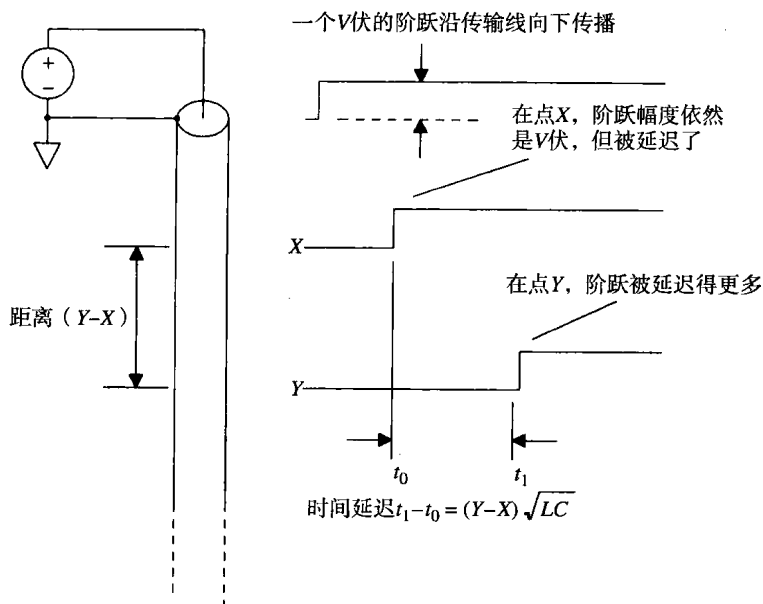 一个V伏的阶跃沿传输线向下传播
+
−
在点X，阶跃幅度依然
是V伏，但被延迟了
X
在点Y，阶跃被延迟得更多
距离（Y−X）
Y
t₀
t₁
时间延迟t₁−t₀ = (Y−X)√LC